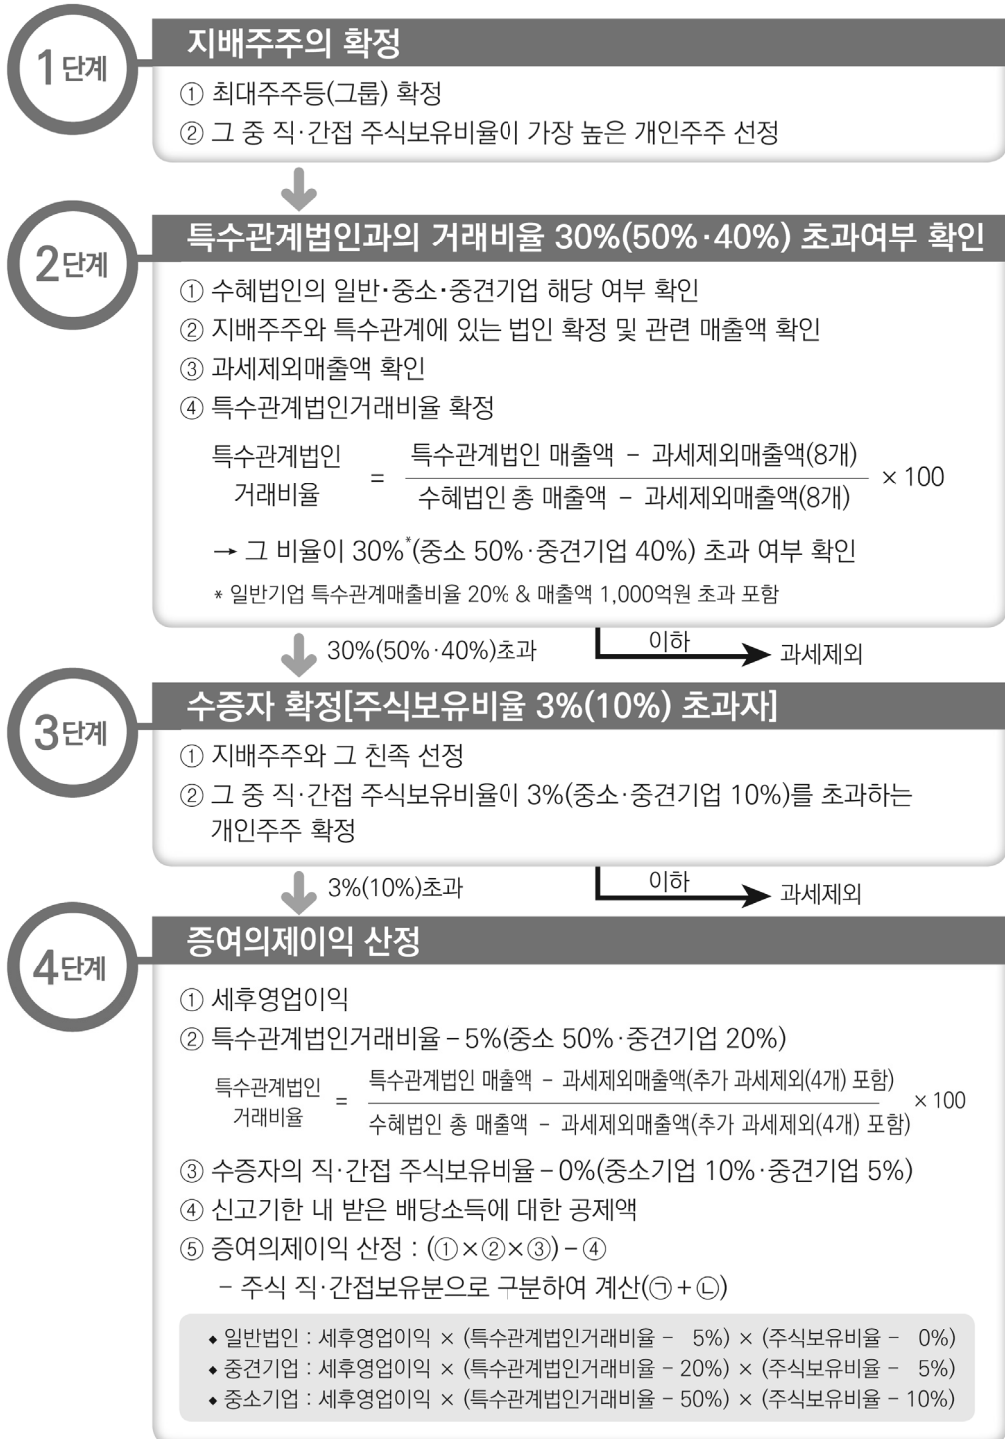 1단계
지배주주의 확정
① 최대주주등(그룹) 확정
② 그 중 직·간접 주식보유비율이 가장 높은 개인주주 선정
2단계
특수관계법인과의 거래비율 30%(50%·40%) 초과여부 확인
① 수혜법인의 일반·중소·중견기업 해당 여부 확인
② 지배주주와 특수관계에 있는 법인 확정 및 관련 매출액 확인
③ 과세제외매출액 확인
④ 특수관계법인거래비율 확정
특수관계법인 거래비율 = 특수관계법인 매출액 - 과세제외매출액(8개)
수혜법인 총 매출액 - 과세제외매출액(8개) × 100
→ 그 비율이 30%*(중소 50%·중견기업 40%) 초과 여부 확인
* 일반기업 특수관계매출비율 20% & 매출액 1,000억원 초과 포함
30%(50%·40%)초과
이하
과세제외
3단계
수증자 확정[주식보유비율 3%(10%) 초과자]
① 지배주주와 그 친족 선정
② 그 중 직·간접 주식보유비율이 3%(중소·중견기업 10%)를 초과하는
개인주주 확정
3%(10%)초과
이하
과세제외
4단계
증여의제이익 산정
① 세후영업이익
② 특수관계법인거래비율 - 5%(중소 50%·중견기업 20%)
특수관계법인 거래비율 = 특수관계법인 매출액 - 과세제외매출액(추가 과세제외(4개) 포함)
수혜법인 총 매출액 - 과세제외매출액(추가 과세제외(4개) 포함) × 100
③ 수증자의 직·간접 주식보유비율 - 0%(중소기업 10%·중견기업 5%)
④ 신고기한 내 받은 배당소득에 대한 공제액
⑤ 증여의제이익 산정 : (①×②×③) - ④
- 주식 직·간접보유분으로 구분하여 계산(㉠+㉡)
◆ 일반법인 : 세후영업이익 × (특수관계법인거래비율 - 5%) × (주식보유비율 - 0%)
◆ 중견기업 : 세후영업이익 × (특수관계법인거래비율 - 20%) × (주식보유비율 - 5%)
◆ 중소기업 : 세후영업이익 × (특수관계법인거래비율 - 50%) × (주식보유비율 - 10%)